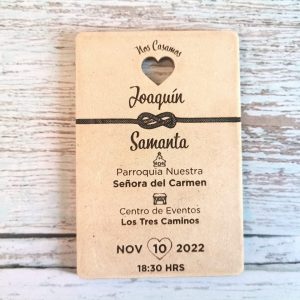 Nos Casamos
Joaquín
Samanta
Parroquia Nuestra
Señora del Carmen
Centro de Eventos
Los Tres Caminos
NOV 10 2022
18:30 HRS